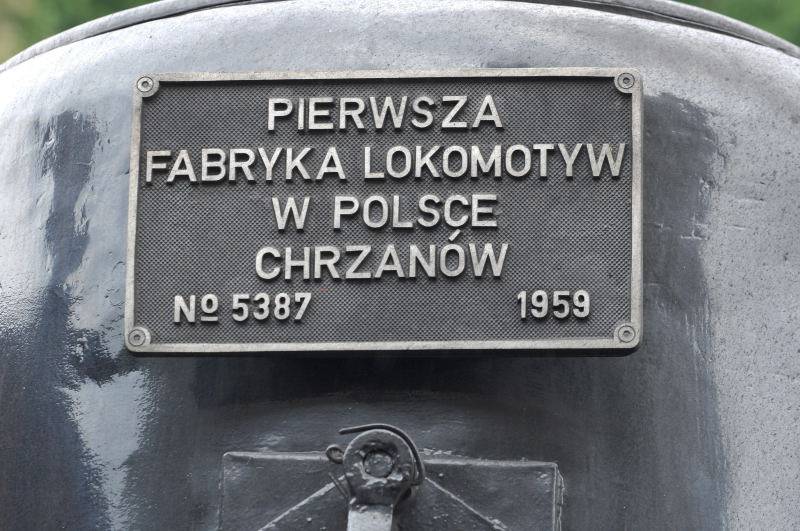 PIERWSZA
FABRYKA LOKOMOTYW
W POLSCE
CHRZANÓW
Nº 5387 1959